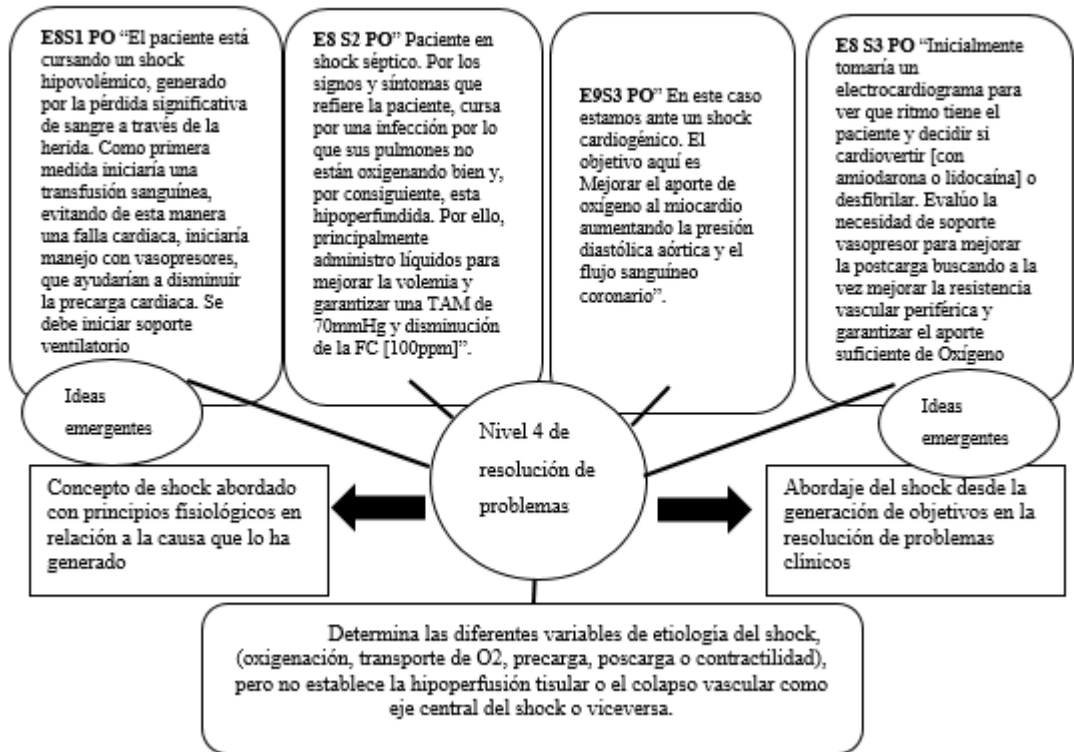 E8S1 PO “El paciente está
cursando un shock
hipovolémico, generado
por la pérdida significativa
de sangre a través de la
herida. Como primera
medida iniciaría una
transfusión sanguínea,
evitando de esta manera
una falla cardiaca, iniciaría
manejo con vasopresores,
que ayudarían a disminuir
la precarga cardiaca. Se
debe iniciar soporte
ventilatorio
E8 S2 PO” Paciente en
shock séptico. Por los
signos y síntomas que
refiere la paciente, cursa
por una infección por lo
que sus pulmones no
están oxigenando bien y,
por consiguiente, esta
hipoperfundida. Por ello,
principalmente
administro líquidos para
mejorar la volemia y
garantizar una TAM de
70mmHg y disminución
de la FC [100ppm]”.
E9S3 PO” En este caso
estamos ante un shock
cardiogénico. El
objetivo aquí es
Mejorar el aporte de
oxígeno al miocardio
aumentando la presión
diastólica aórtica y el
flujo sanguíneo
coronario”.
E8 S3 PO “Inicialmente
tomaría un
electrocardiograma para
ver que ritmo tiene el
paciente y decidir si
cardiovertir [con
amiodarona o lidocaína] o
desfibrilar. Evalúo la
necesidad de soporte
vasopresor para mejorar
la postcarga buscando a la
vez mejorar la resistencia
vascular periférica y
garantizar el aporte
suficiente de Oxígeno
Ideas
emergentes
Nivel 4 de
resolución de
problemas
Ideas
emergentes
Concepto de shock abordado
con principios físiológicos en
relación a la causa que lo ha
generado
Abordaje del shock desde la
generación de objetivos en la
resolución de problemas
clínicos
Determina las diferentes variables de etiología del shock,
(oxigenación, transporte de O2, precarga, poscarga o contractilidad),
pero no establece la hipoperfusión tisular o el colapso vascular como
eje central del shock o viceversa.